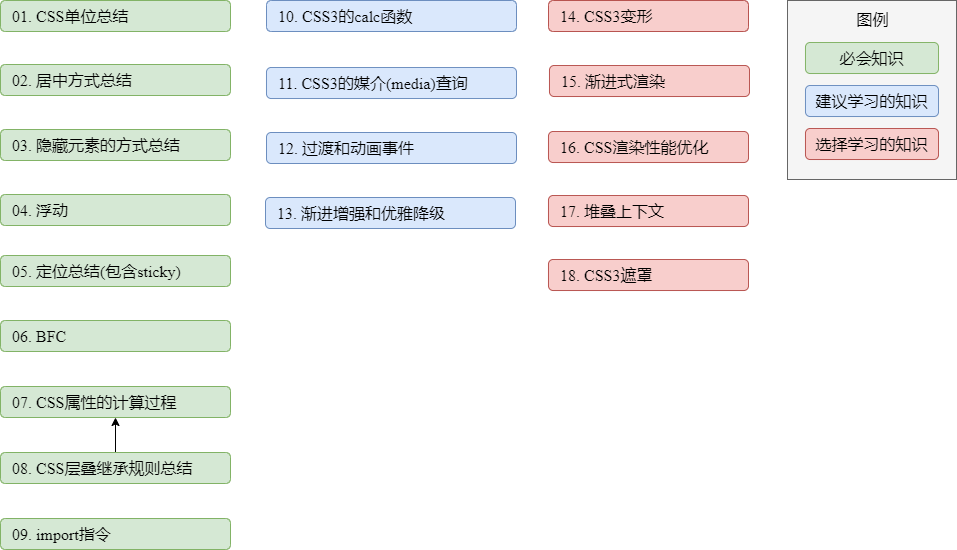 01. CSS单位总结
02. 居中方式总结
03. 隐藏元素的方式总结
04. 浮动
05. 定位总结(包含sticky)
06. BFC
07. CSS属性的计算过程
08. CSS层叠继承规则总结
09. import指令
10. CSS3的calc函数
11. CSS3的媒介(media)查询
12. 过渡和动画事件
13. 渐进增强和优雅降级
14. CSS3变形
15. 渐进式渲染
16. CSS渲染性能优化
17. 堆叠上下文
18. CSS3遮罩
图例
必会知识
建议学习的知识
选择学习的知识